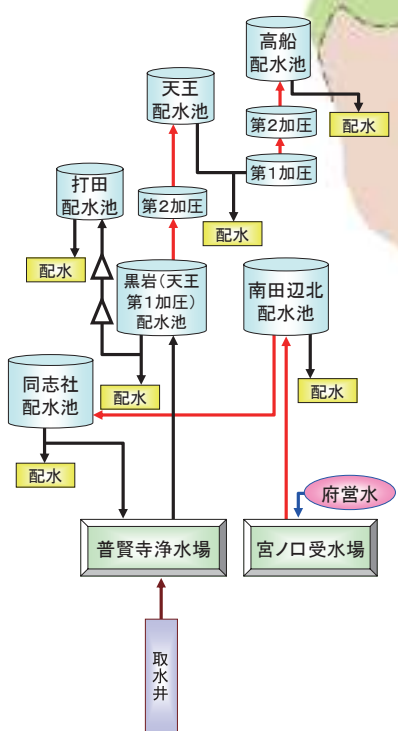 高船
配水池
天王
配水池
第2加圧
配水
第1加圧
打田
配水池
第2加圧
配水
配水
黒岩(天王
第1加圧)
配水池
南田辺北
配水池
同志社
配水池
配水
配水
配水
府営水
普賢寺浄水場
宮ノ口受水場
取水井